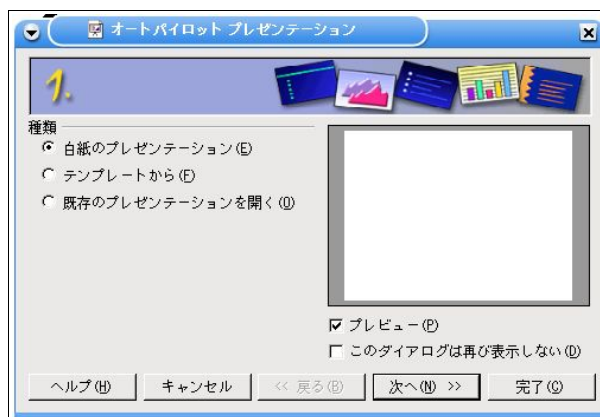 オートパイロット プレゼンテーション
1.
種類
白紙のプレゼンテーション(E)
テンプレートから(F)
既存のプレゼンテーションを開く(O)
プレビュー(P)
このダイアログは再び表示しない(D)
ヘルプ(H)
キャンセル
<< 戻る(B)
次へ(N) >>
完了(C)